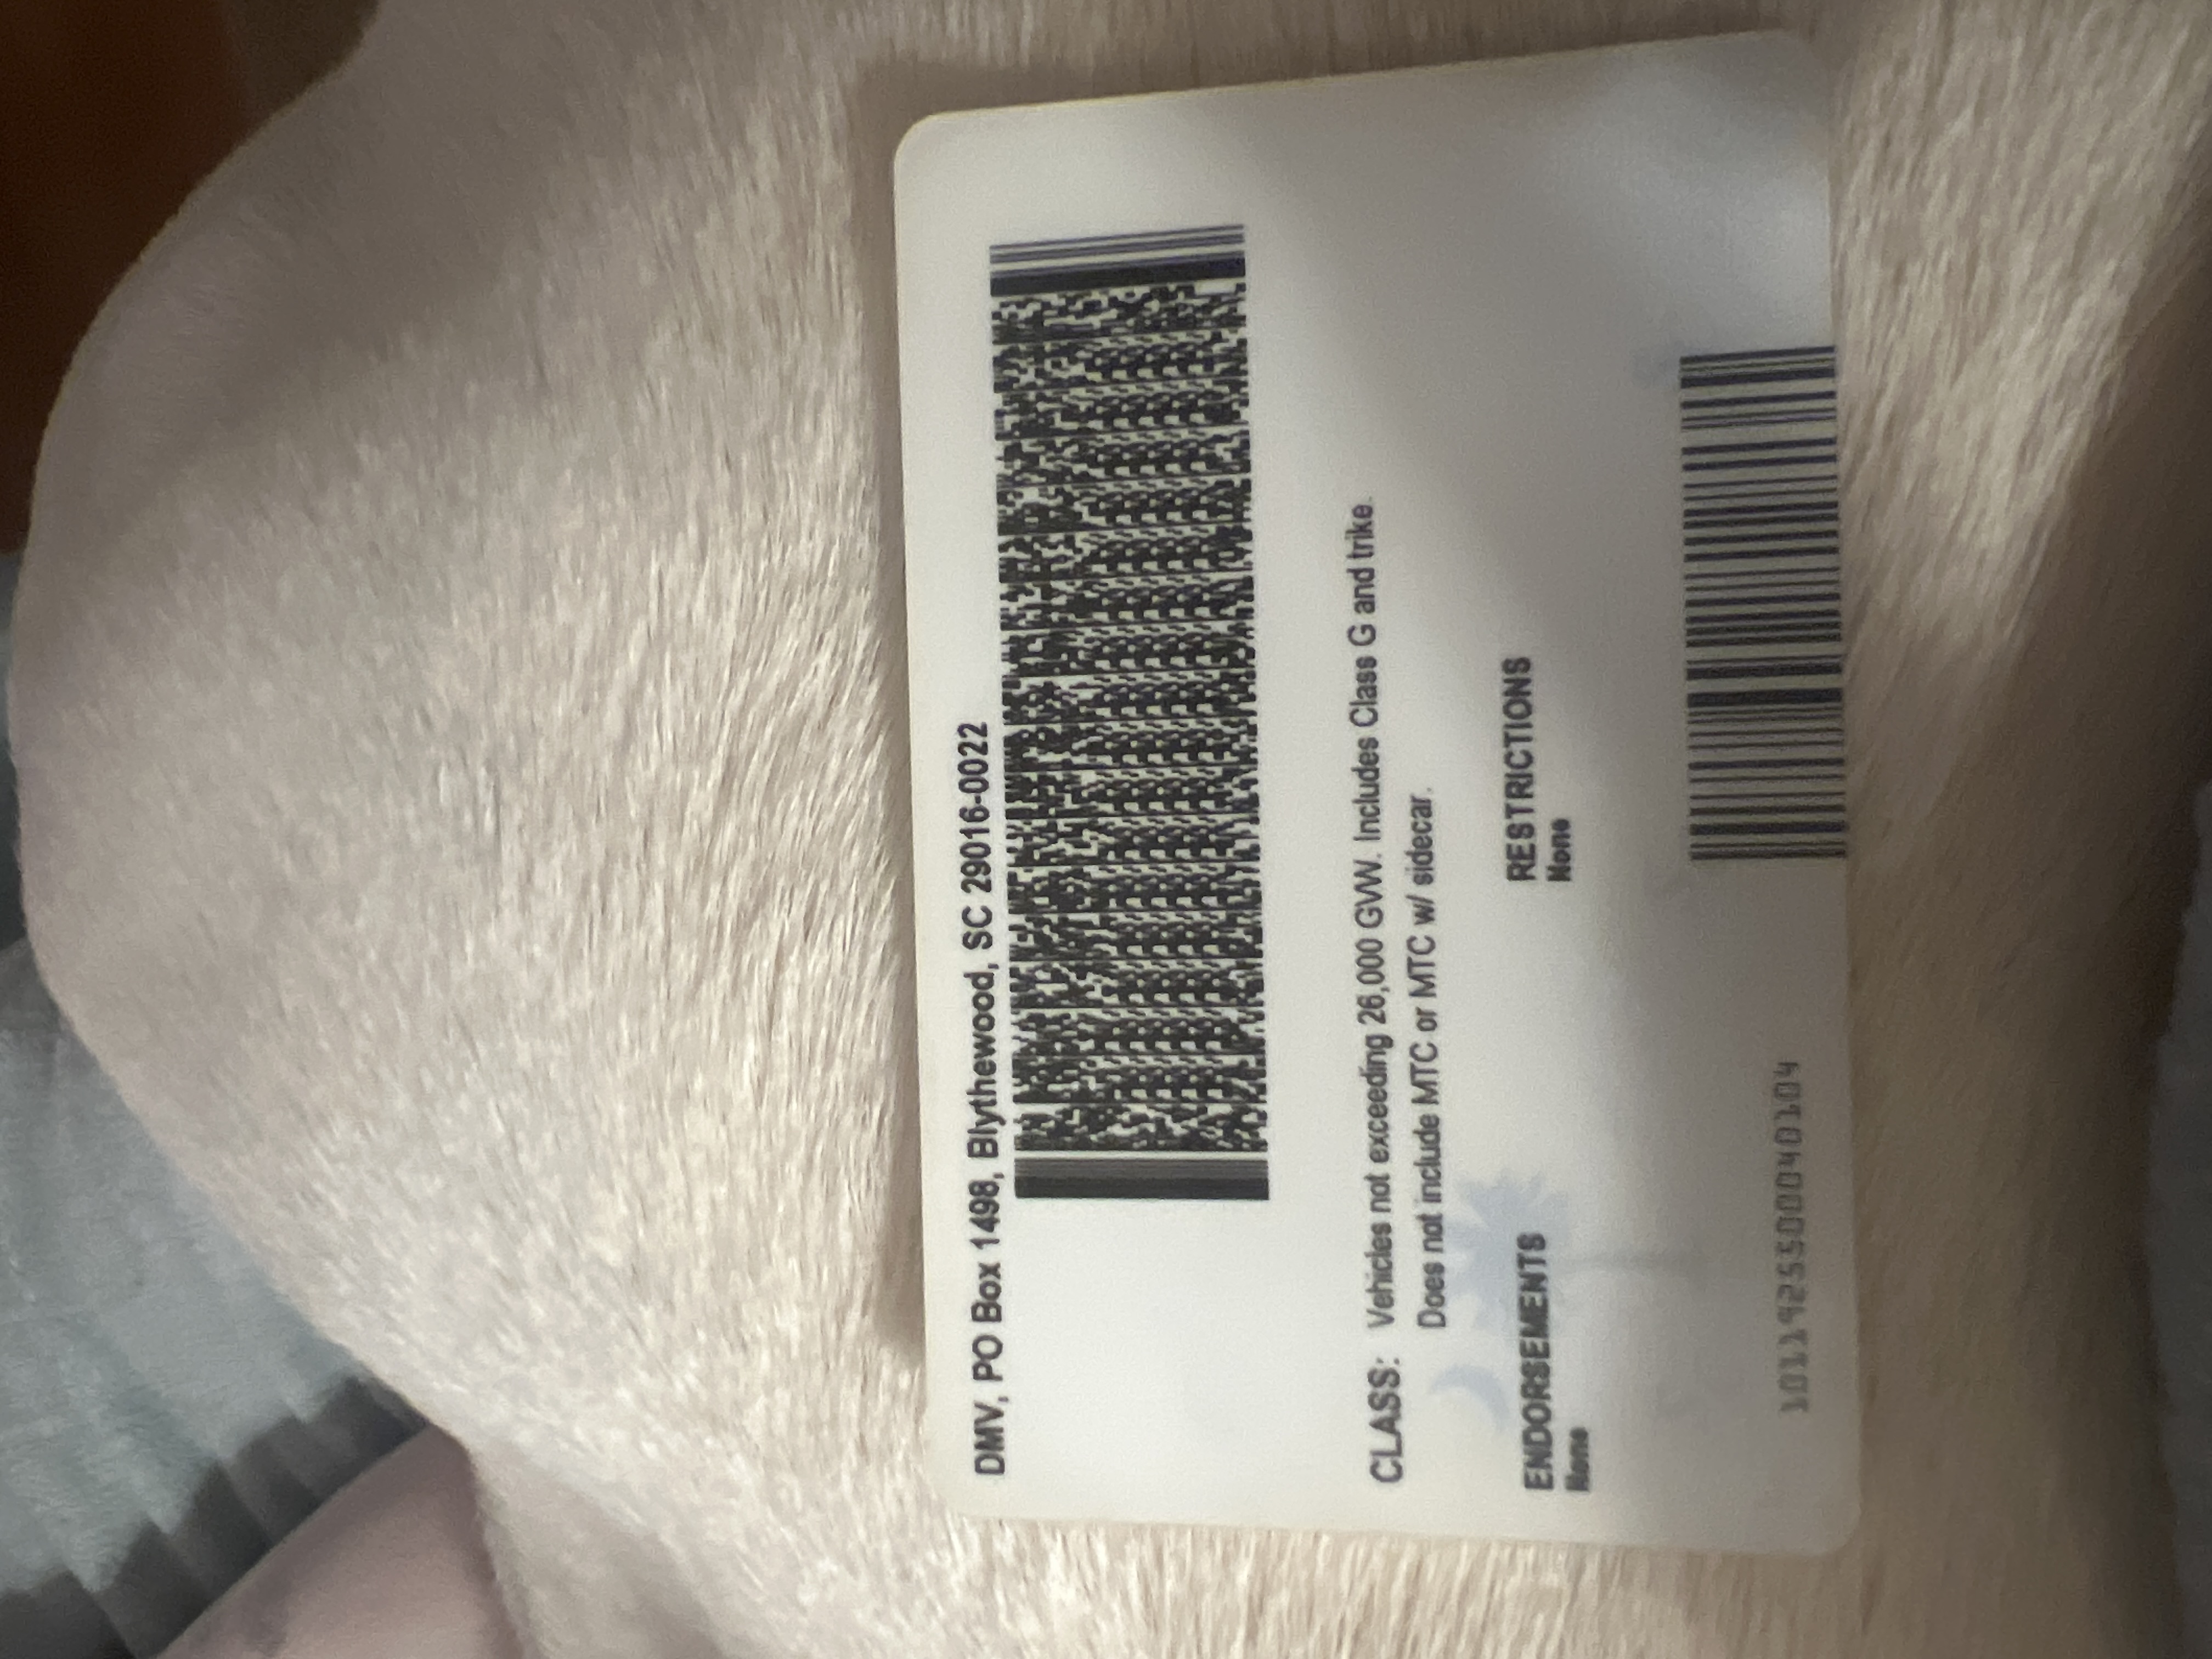 DMV, PO Box 1498, Blythewood, SC 29016-0022
CLASS: Vehicles not exceeding 26,000 GVW. Includes Class G and trike.
Does not include MTC or MTC w/ sidecar.
ENDORSEMENTS
None
RESTRICTIONS
None